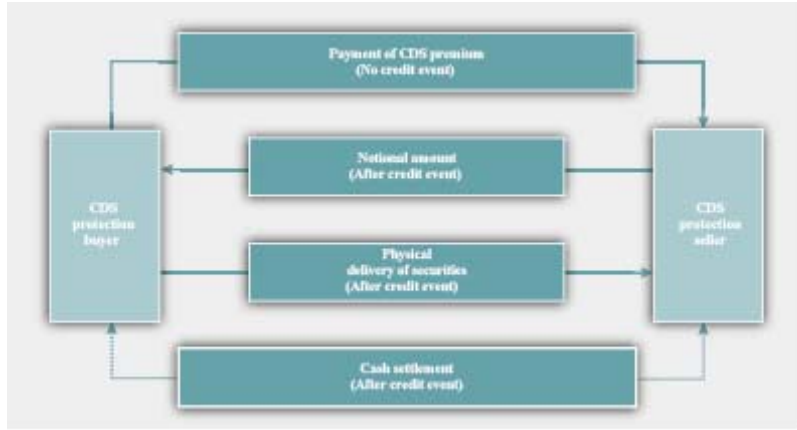 Payment of CDS premium
(No credit event)
Notional amount
(After credit event)
CDS
protection
buyer
CDS
protection
seller
Physical
delivery of securities
(After credit event)
Cash settlement
(After credit event)